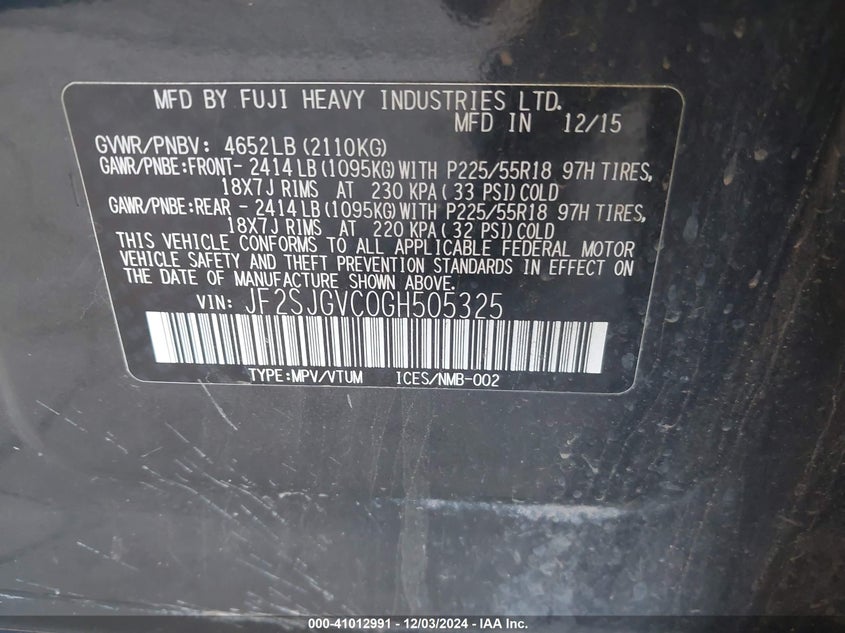 MFD BY FUJI HEAVY INDUSTRIES LTD.
MFD IN 12/15
GVWR/PNBV: 4652LB (2110KG)
GAWR/PNBE:FRONT- 2414 LB (1095KG) WITH P225/55R18 97H TIRES,
18X7J RIMS AT 230 KPA ( 33 PSI) COLD
GAWR/PNBE:REAR - 2414 LB (1095KG) WITH P225/55R18 97H TIRES,
18X7J RIMS AT 220 KPA ( 32 PSI) COLD
THIS VEHICLE CONFORMS TO ALL APPLICABLE FEDERAL MOTOR
VEHICLE SAFETY AND THEFT PREVENTION STANDARDS IN EFFECT ON
THE DATE OF MANUFACTURE SHOWN ABOVE.
VIN: JF2SJGVC0GH505325
TYPE:MPV/VTUM ICES/NMB-002
000-41012991 - 12/03/2024 - IAA Inc.